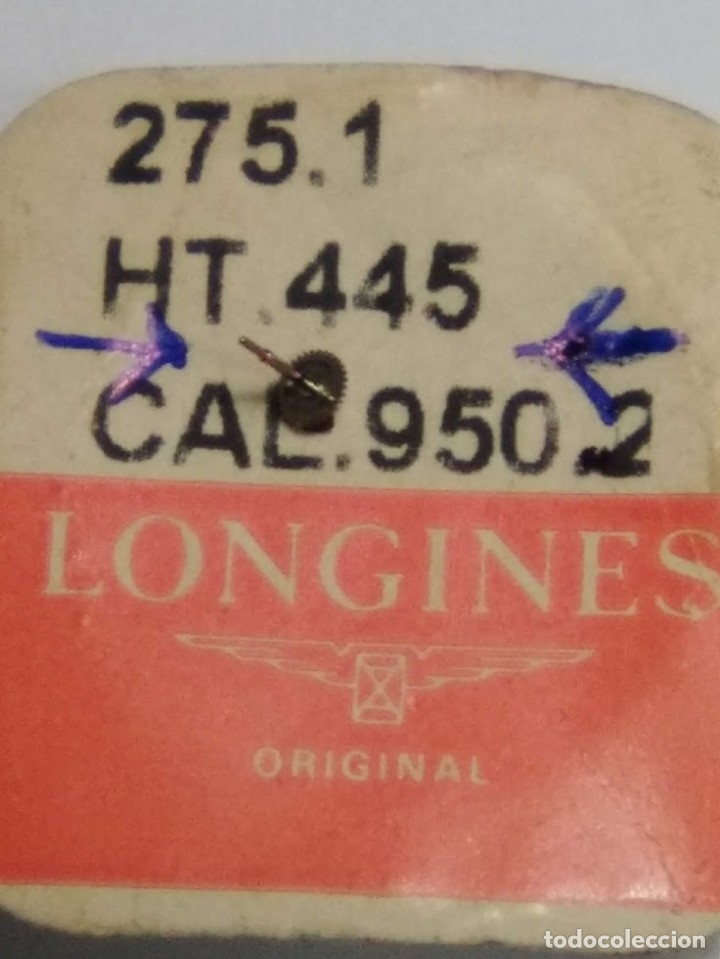 275.1
HT.445
CAL.950.2
LONGINES
ORIGINAL
todocoleccion